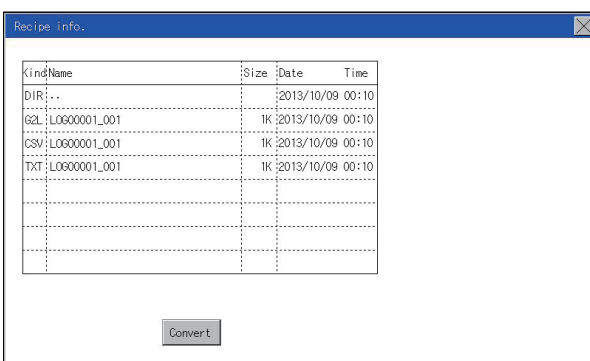 Recipe info.
Kind Name Size Date Time
DIR .. 2013/10/09 00:10
G2L LOG00001_001 1K 2013/10/09 00:10
CSV LOG00001_001 1K 2013/10/09 00:10
TXT LOG00001_001 1K 2013/10/09 00:10
Convert